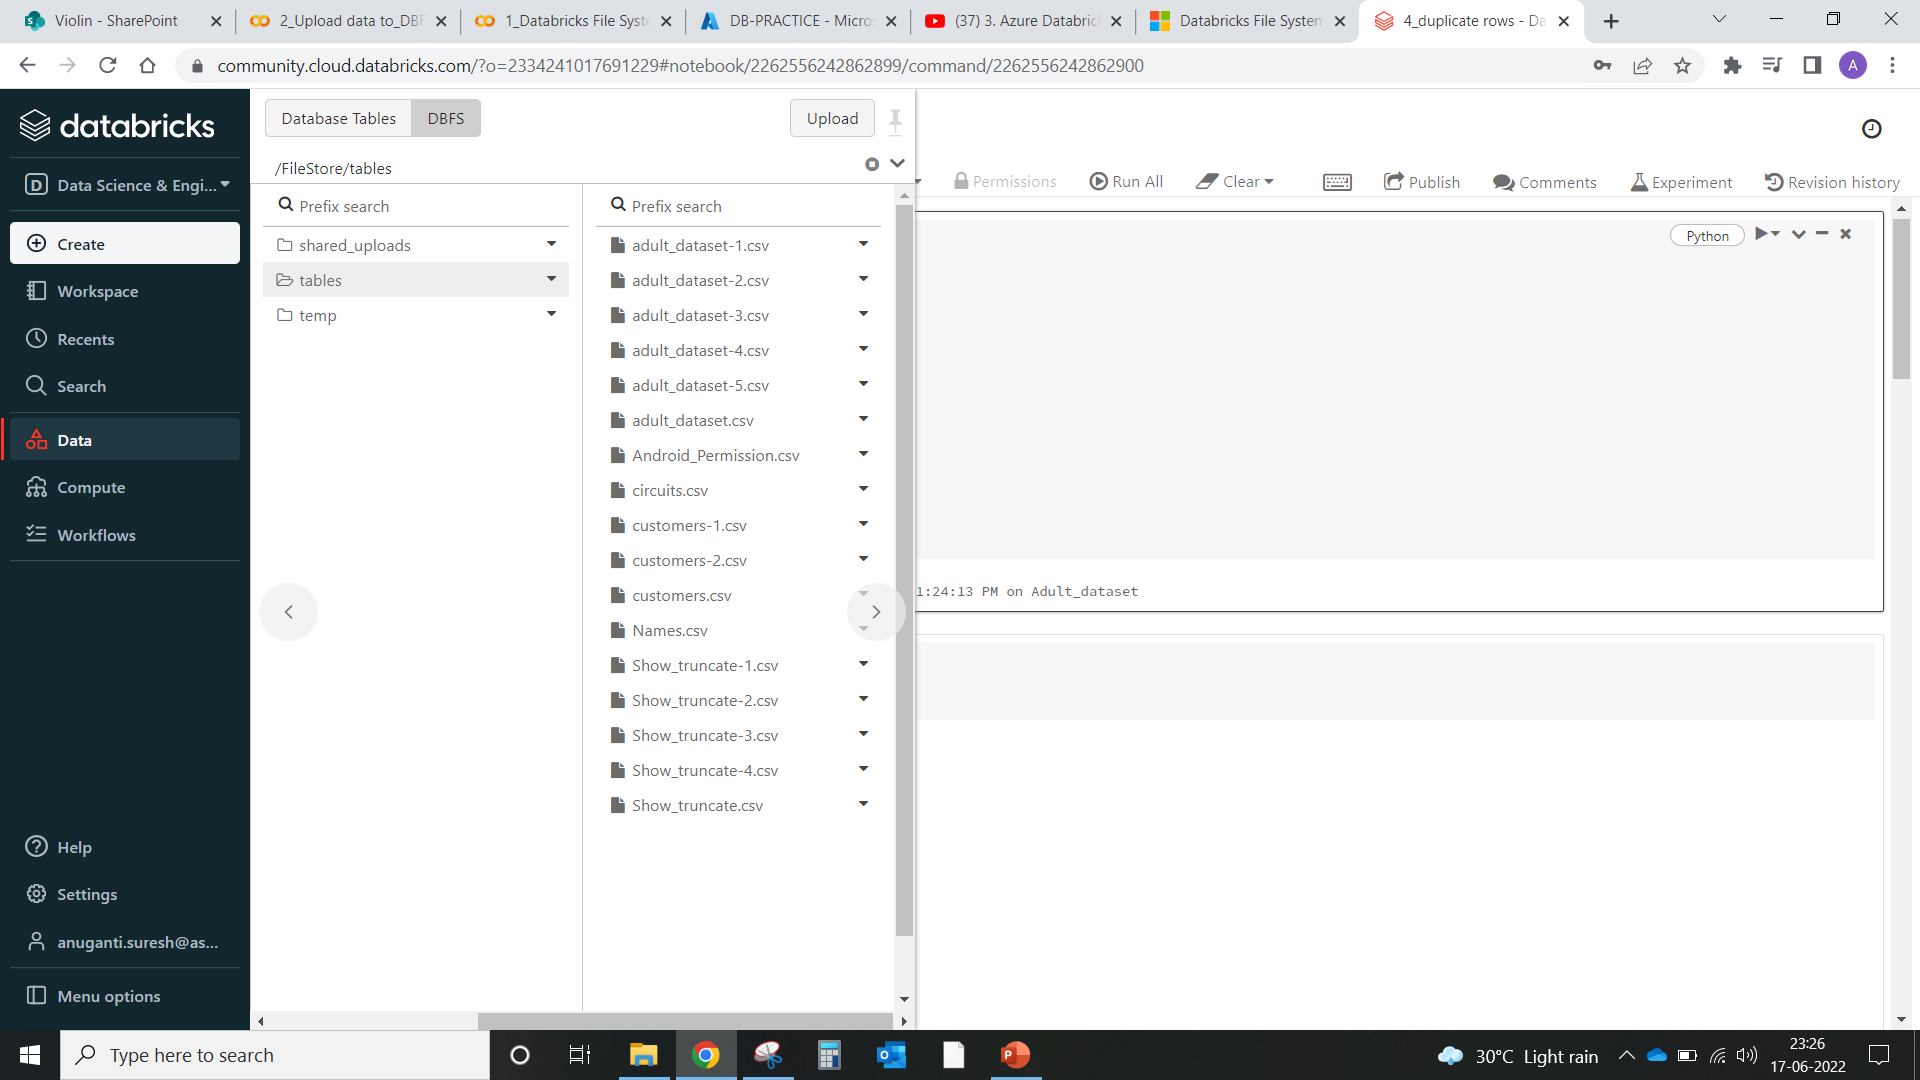 Violin - SharePoint
2_Upload data to_DBF
1_Databricks File Syste
DB-PRACTICE - Micros
(37) 3. Azure Databric
Databricks File System
4_duplicate rows - Da
community.cloud.databricks.com/?o=2334241017691229#notebook/2262556242862899/command/2262556242862900
A
databricks
D Data Science & Engi...
Create
Workspace
Recents
Search
Data
Compute
Workflows
Help
Settings
anuganti.suresh@as...
Menu options
Database Tables
DBFS
Upload
/FileStore/tables
Prefix search
shared_uploads
tables
temp
Prefix search
adult_dataset-1.csv
adult_dataset-2.csv
adult_dataset-3.csv
adult_dataset-4.csv
adult_dataset-5.csv
adult_dataset.csv
Android_Permission.csv
circuits.csv
customers-1.csv
customers-2.csv
customers.csv
Names.csv
Show_truncate-1.csv
Show_truncate-2.csv
Show_truncate-3.csv
Show_truncate-4.csv
Show_truncate.csv
Permissions
Run All
Clear
Publish
Comments
Experiment
Revision history
Python
1:24:13 PM on Adult_dataset
Type here to search
30°C Light rain
23:26
17-06-2022